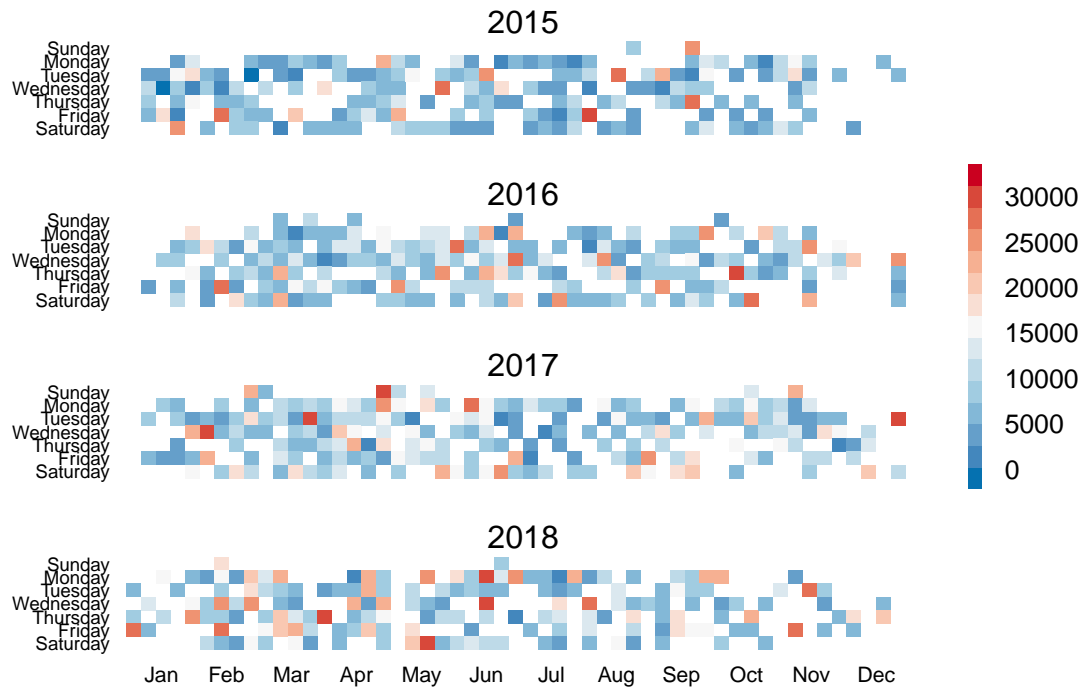 2015
Sunday
Monday
Tuesday
Wednesday
Thursday
Friday
Saturday
2016
Sunday
Monday
Tuesday
Wednesday
Thursday
Friday
Saturday
2017
Sunday
Monday
Tuesday
Wednesday
Thursday
Friday
Saturday
2018
Sunday
Monday
Tuesday
Wednesday
Thursday
Friday
Saturday
Jan Feb Mar Apr May Jun Jul Aug Sep Oct Nov Dec
30000
25000
20000
15000
10000
5000
0